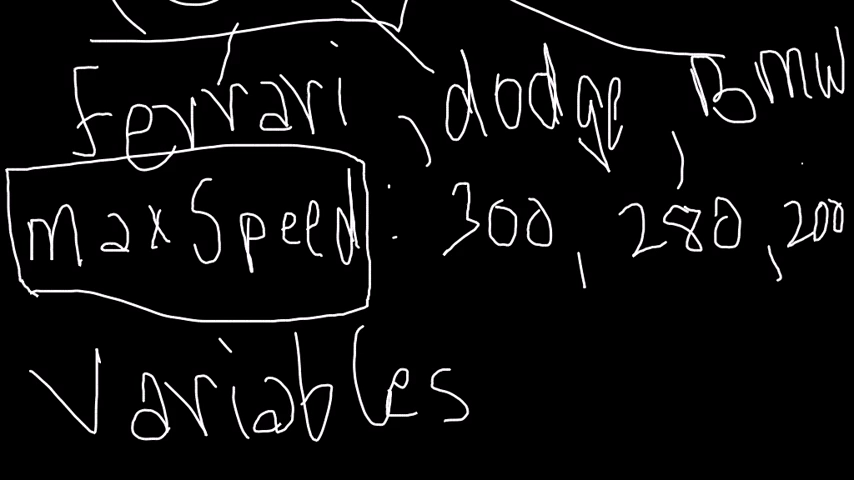 Ferrari, dodge, BMW
maxSpeed: 300, 280, 200
Variables